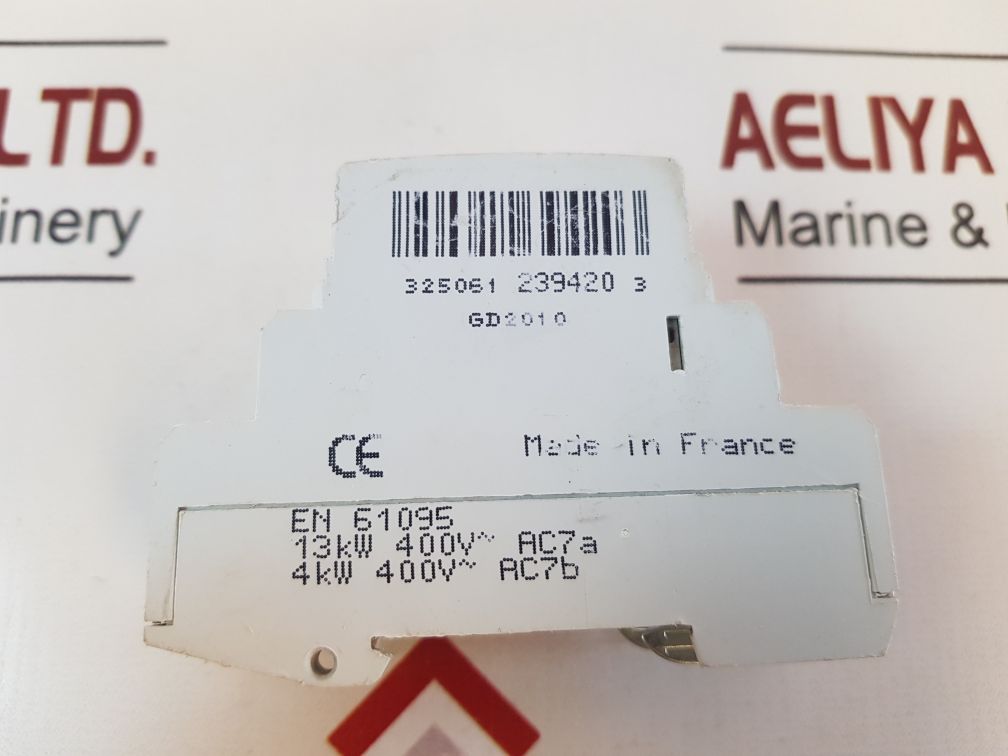 LTD.
inery
AELIYA
Marine &
325061 239420 3
GD2010
CE
Made in France
EN 61095
13kW 400V~ AC7a
4kW 400V~ AC7b